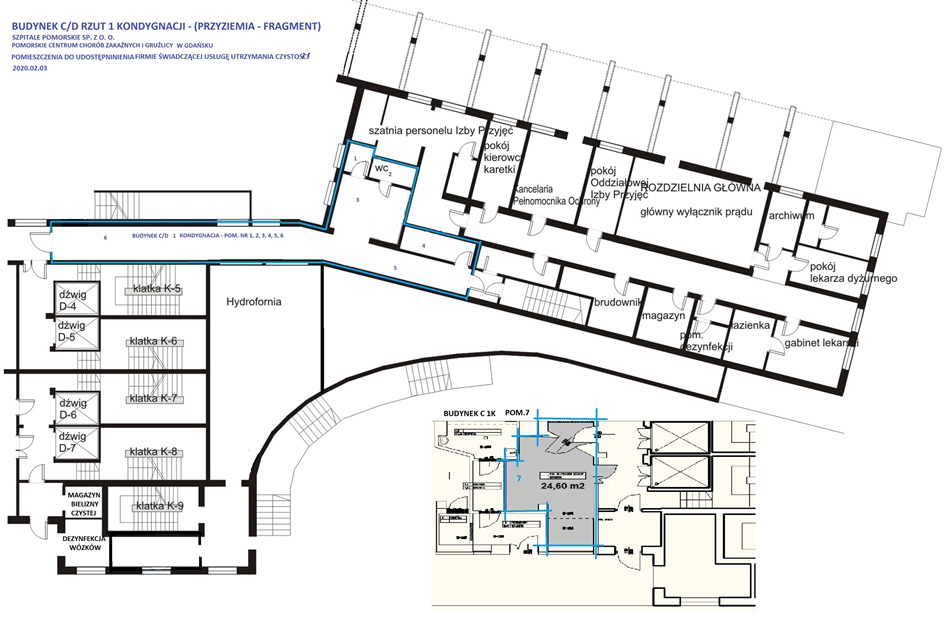 BUDYNEK C/D RZUT 1 KONDYGNACJI - (PRZYZIEMIA - FRAGMENT)
SZPITALE POMORSKIE SP. Z O. O.
POMORSKIE CENTRUM CHORÓB ZAKAŹNYCH I GRUŹLICY W GDAŃSKU
POMIESZCZENIA DO UDOSTĘPNINENIA FIRMIE ŚWIADCZĄCEJ USŁUGĘ UTRZYMANIA
2020.02.03
szatnia personelu Izby Przyjęć
1
wc
2
3
pokój
kierowcy
karetki
Kancelaria
Pełnomocnika Ochrony
pokój
Oddziałowej
Izby Przyjęć
ROZDZIELNIA GŁÓWNA
główny wyłącznik prądu
archiwum
pokój
lekarza dyżurnego
6
BUDYNEK C/D 1 KONDYGNACJA - POM. NR 1, 2, 3, 4, 5, 6
4
5
brudownik
magazyn
pom.
dezynfekcji
łazienka
gabinet lekarski
Hydrofornia
dźwig
D-4
klatka K-5
dźwig
D-5
klatka K-6
dźwig
D-6
klatka K-7
dźwig
D-7
klatka K-8
MAGAZYN
BIELIZNY
CZYSTEJ
klatka K-9
DEZYNFEKCJA
WÓZKÓW
BUDYNEK C 1K POM.7
7
24,60 m2